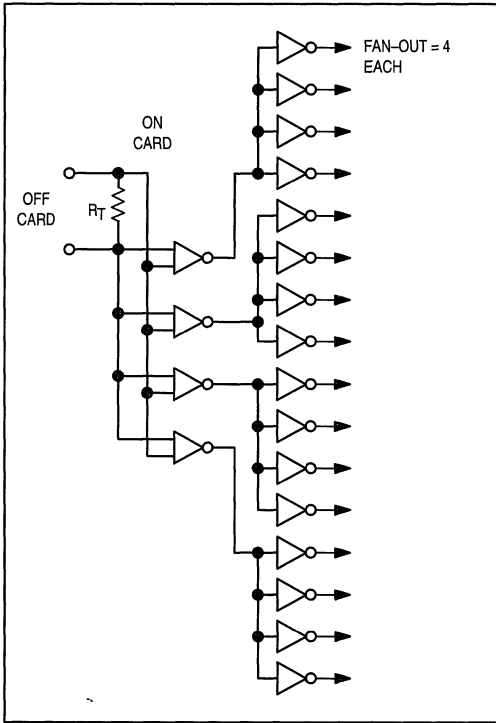 FAN–OUT = 4
EACH
ON
CARD
OFF
CARD
RT